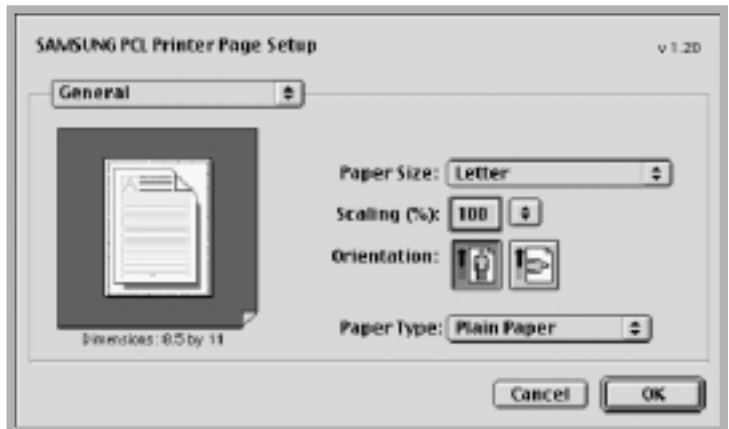 SAMSUNG PCL Printer Page Setup v 1.20
General
Paper Size: Letter
Scaling (%): 100
Orientation:
Paper Type: Plain Paper
Dimensions: 8.5 by 11
Cancel OK